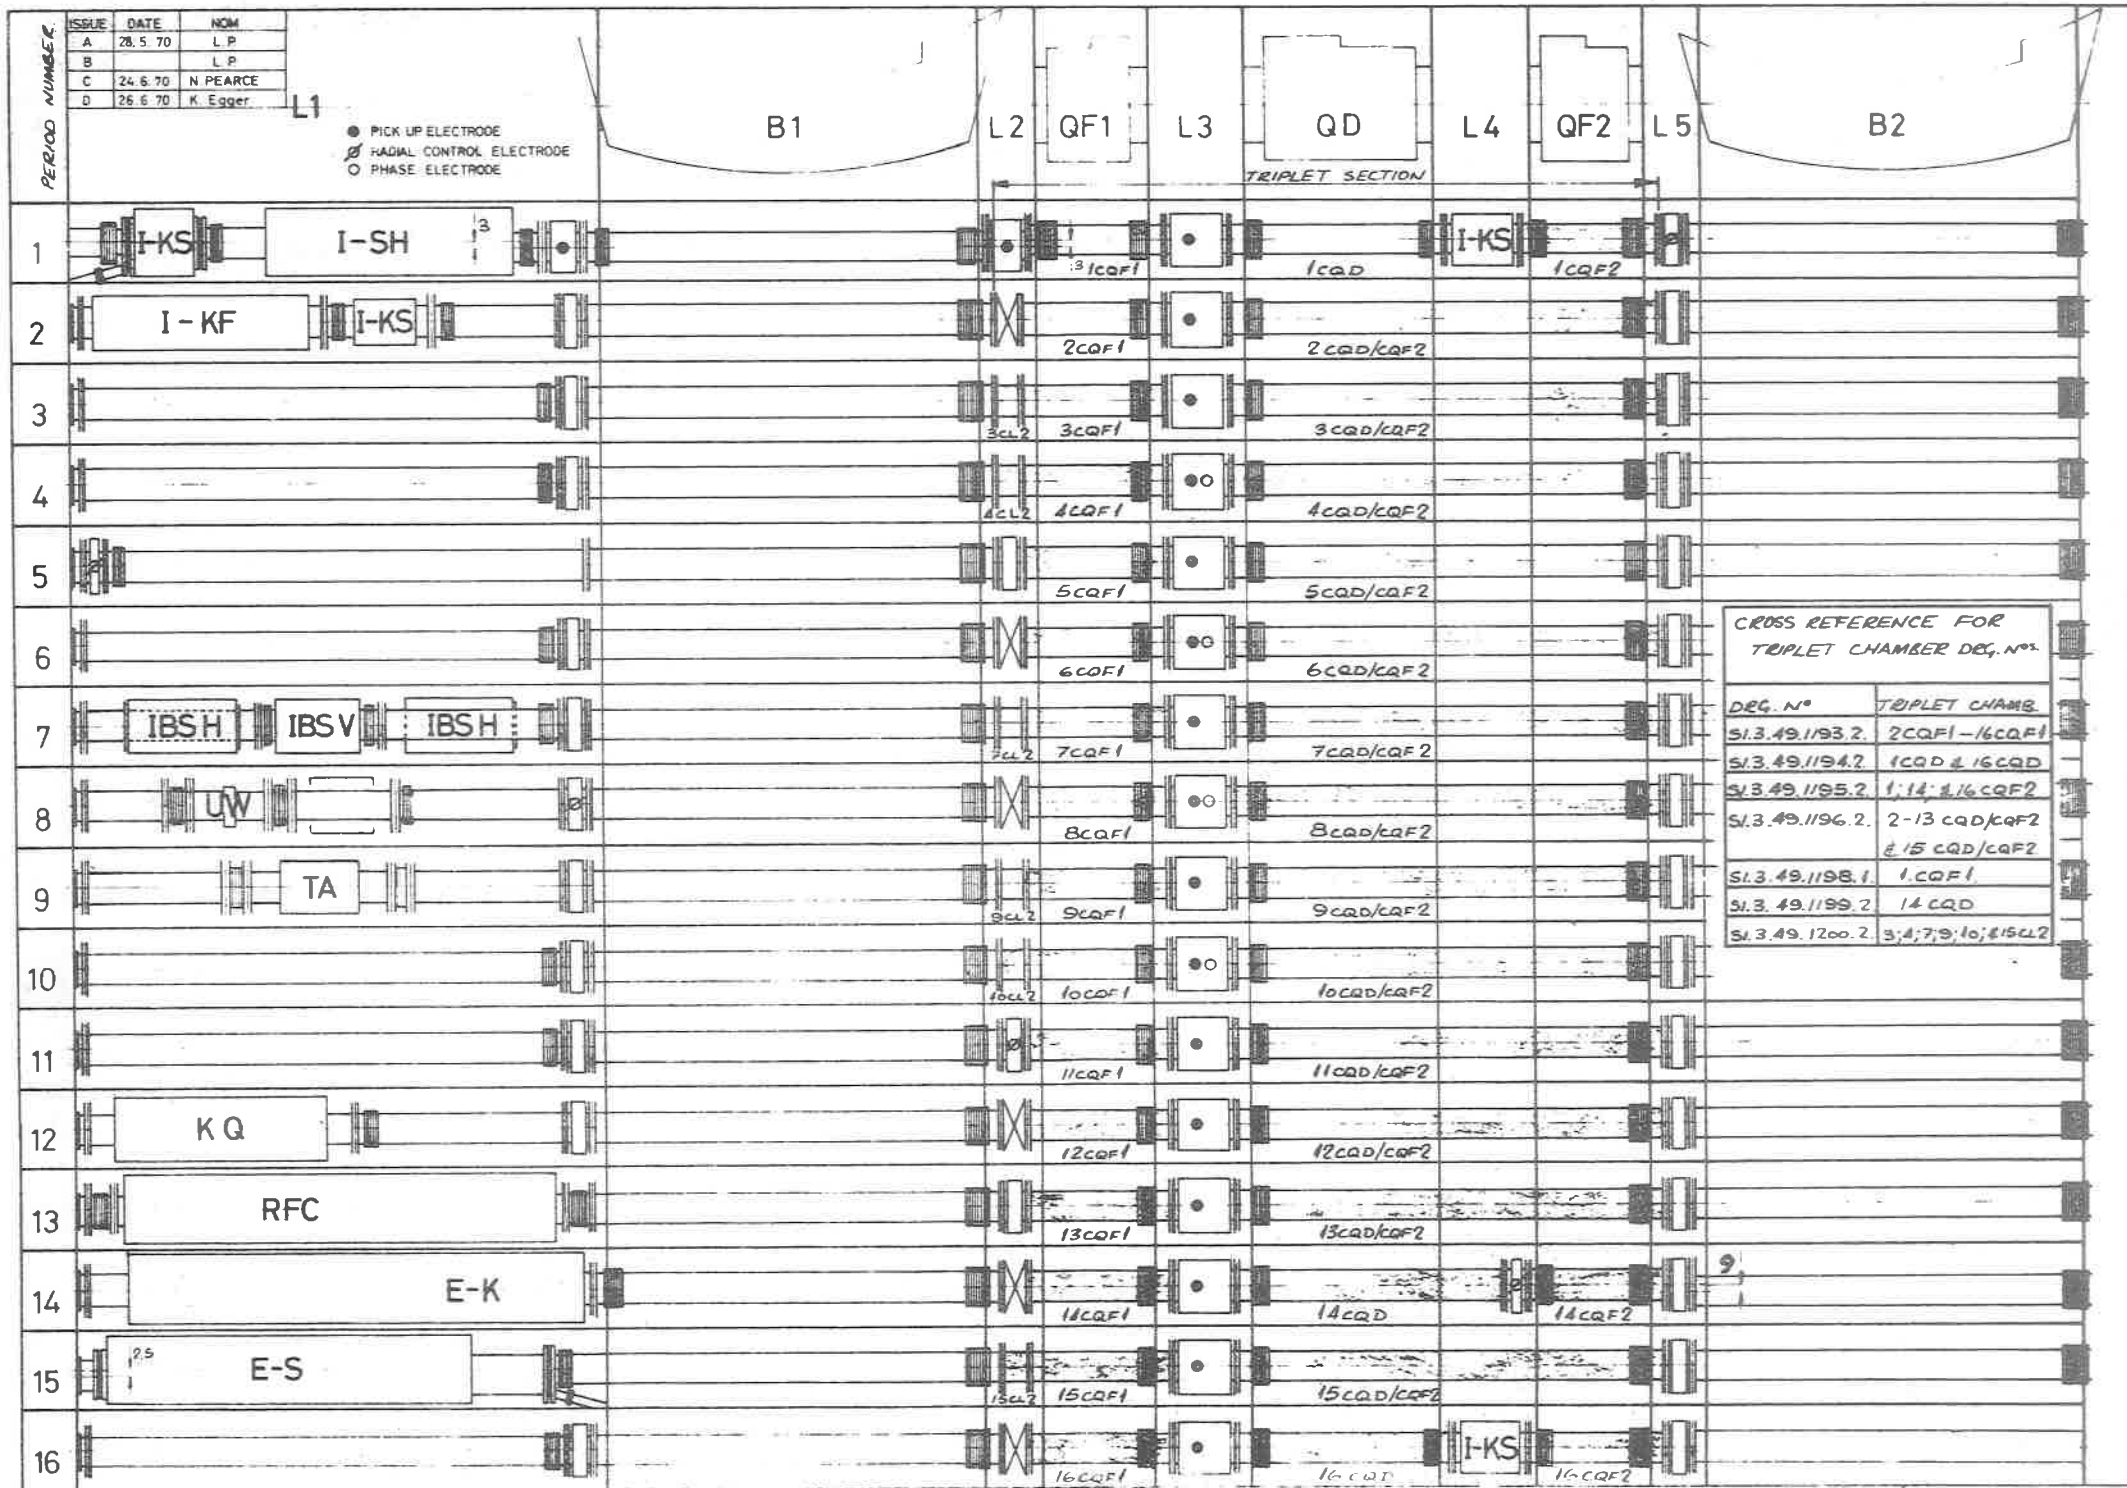 PERIOD NUMBER
ISSUE DATE NOM
A 28.5.70 L.P
B L.P
C 24.6.70 N PEARCE
D 26.6.70 K. Egger
L1
PICK UP ELECTRODE
RADIAL CONTROL ELECTRODE
PHASE ELECTRODE
B1 L2 QF1 L3 QD L4 QF2 L5 B2
TRIPLET SECTION
1 I-KS I-SH 3 I-KS
3 1CQF1 1CQD 1CQF2
2 I-KF I-KS
2CQF1 2CQD/CQF2
3
3CL2 3CQF1 3CQD/CQF2
4
4CL2 4CQF1 4CQD/CQF2
5
5CQF1 5CQD/CQF2
6
6CQF1 6CQD/CQF2
7 IBSH IBSV IBSH
7CL2 7CQF1 7CQD/CQF2
8 UW
8CQF1 8CQD/CQF2
9 TA
9CL2 9CQF1 9CQD/CQF2
10
10CL2 10CQF1 10CQD/CQF2
11
11CQF1 11CQD/CQF2
12 KQ
12CQF1 12CQD/CQF2
13 RFC
13CQF1 13CQD/CQF2
14 E-K 9
14CQF1 14CQD 14CQF2
15 2,5 E-S
15CL2 15CQF1 15CQD/CQF2
16 I-KS
16CQF1 16CQD 16CQF2
CROSS REFERENCE FOR
TRIPLET CHAMBER DRG. Nos.
DRG. No TRIPLET CHAMB.
SI.3.49.1193.2. 2CQF1-16CQF1
SI.3.49.1194.2 1CQD & 16CQD
SI.3.49.1195.2. 1;14;&16CQF2
SI.3.49.1196.2. 2-13 CQD/CQF2
& 15 CQD/CQF2
SI.3.49.1198.1. 1.CQF1.
SI.3.49.1199.2 14 CQD
SI.3.49.1200.2. 3;4;7;9;10;&15CL2